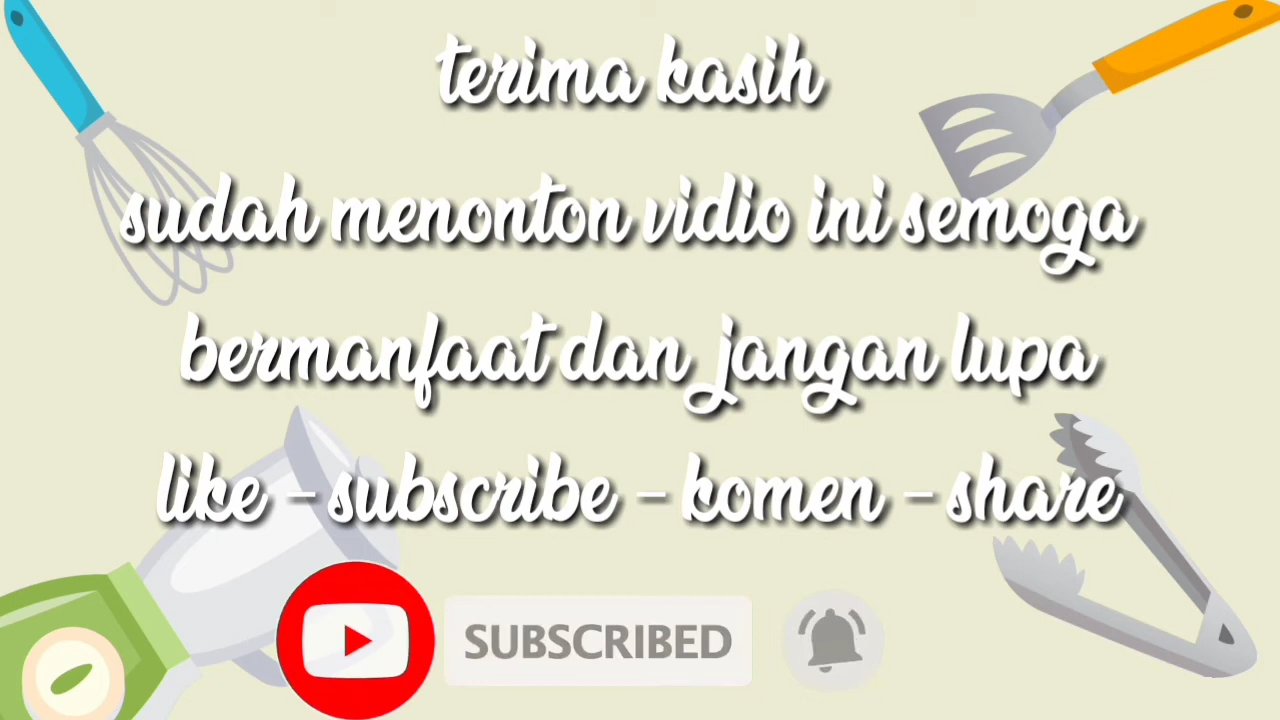 terima kasih
sudah menonton vidio ini semoga
bermanfaat dan jangan lupa
like - subscribe - komen - share
SUBSCRIBED